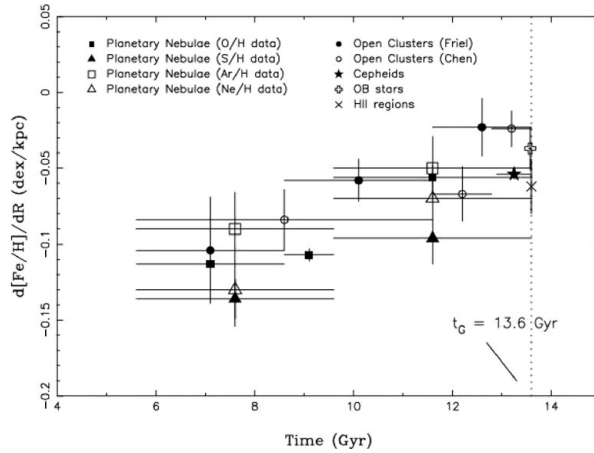 0.05
0
−0.05
−0.1
−0.15
−0.2
d[Fe/H]/dR (dex/kpc)
Planetary Nebulae (O/H data)
Planetary Nebulae (S/H data)
Planetary Nebulae (Ar/H data)
Planetary Nebulae (Ne/H data)
Open Clusters (Friel)
Open Clusters (Chen)
Cepheids
OB stars
HII regions
t_G = 13.6 Gyr
4 6 8 10 12 14
Time (Gyr)